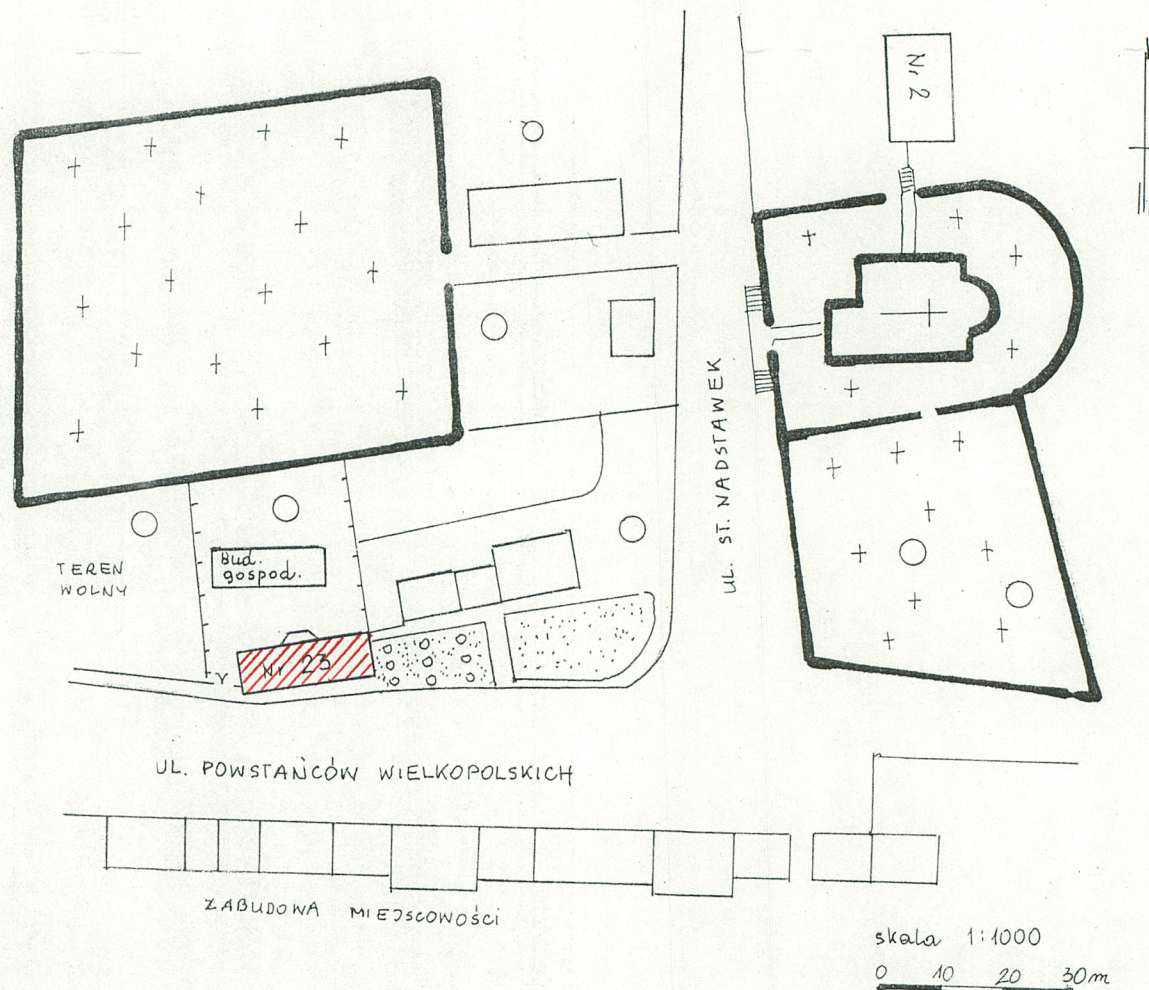 Nr 2
UL. ST. NADSTAWEK
TEREN
WOLNY
Bud.
gospod.
Nr 23
UL. POWSTAŃCÓW WIELKOPOLSKICH
ZABUDOWA MIEJSCOWOŚCI
skala 1:1000
0 10 20 30m